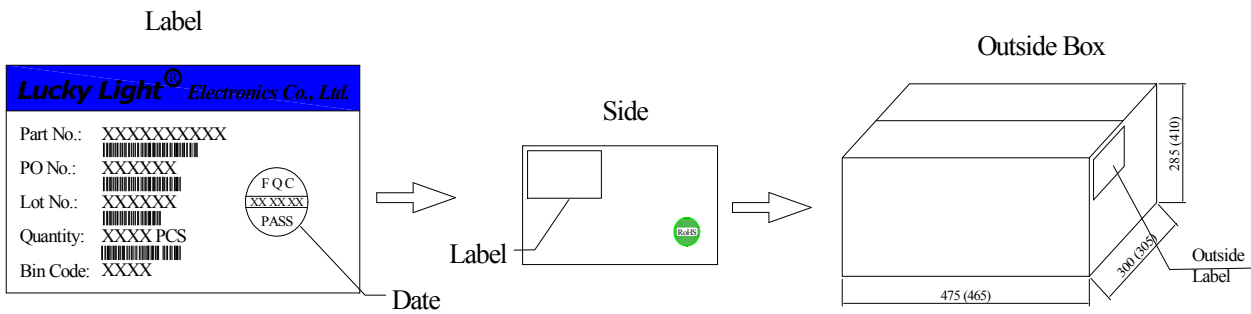 Label
Lucky Light® Electronics Co., Ltd.
Part No.: XXXXXXXXXX
PO No.: XXXXXX
Lot No.: XXXXXX
Quantity: XXXX PCS
Bin Code: XXXX
FQC
XX XX XX
PASS
Date
Side
RoHS
Label
Outside Box
285 (410)
300 (305)
475 (465)
Outside
Label